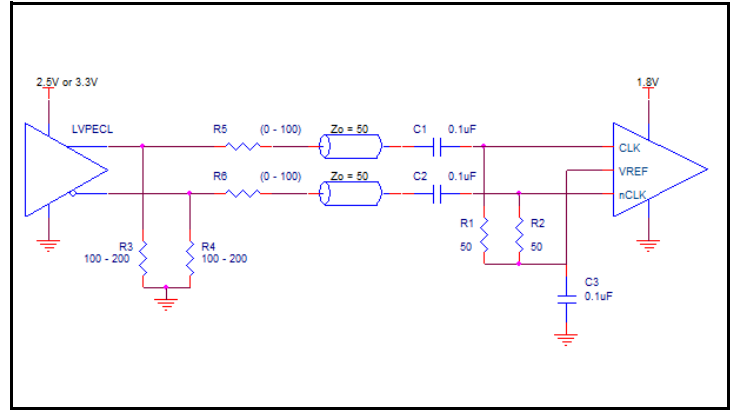 2.5V or 3.3V
1.8V
LVPECL
R5
(0 - 100)
Zo = 50
C1
0.1uF
CLK
R6
(0 - 100)
Zo = 50
C2
0.1uF
VREF
nCLK
R1
50
R2
50
R3
100 - 200
R4
100 - 200
C3
0.1uF